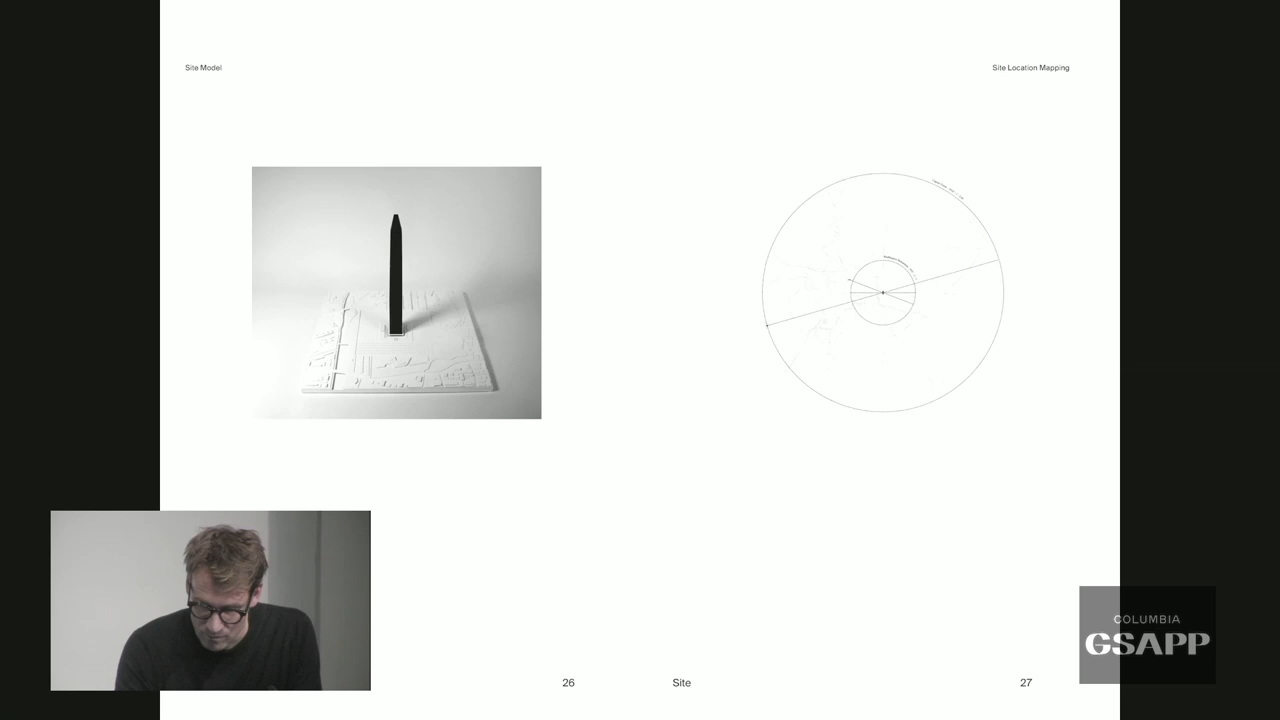 Site Model
Site Location Mapping
26
Site
27
COLUMBIA
GSAPP